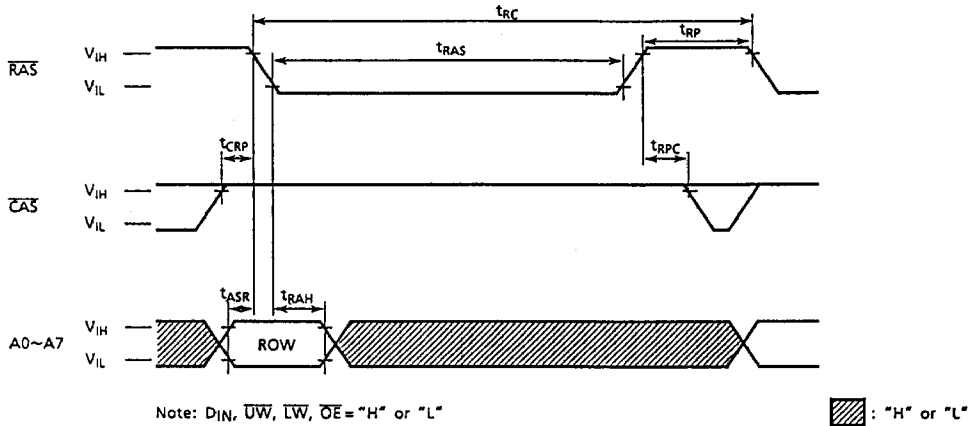 tRC
tRP
tRAS
VIH
RAS
VIL
tCRP
tRPC
VIH
CAS
VIL
tASR
tRAH
VIH
A0~A7
ROW
VIL
Note: DIN, UW, LW, OE = "H" or "L"
: "H" or "L"